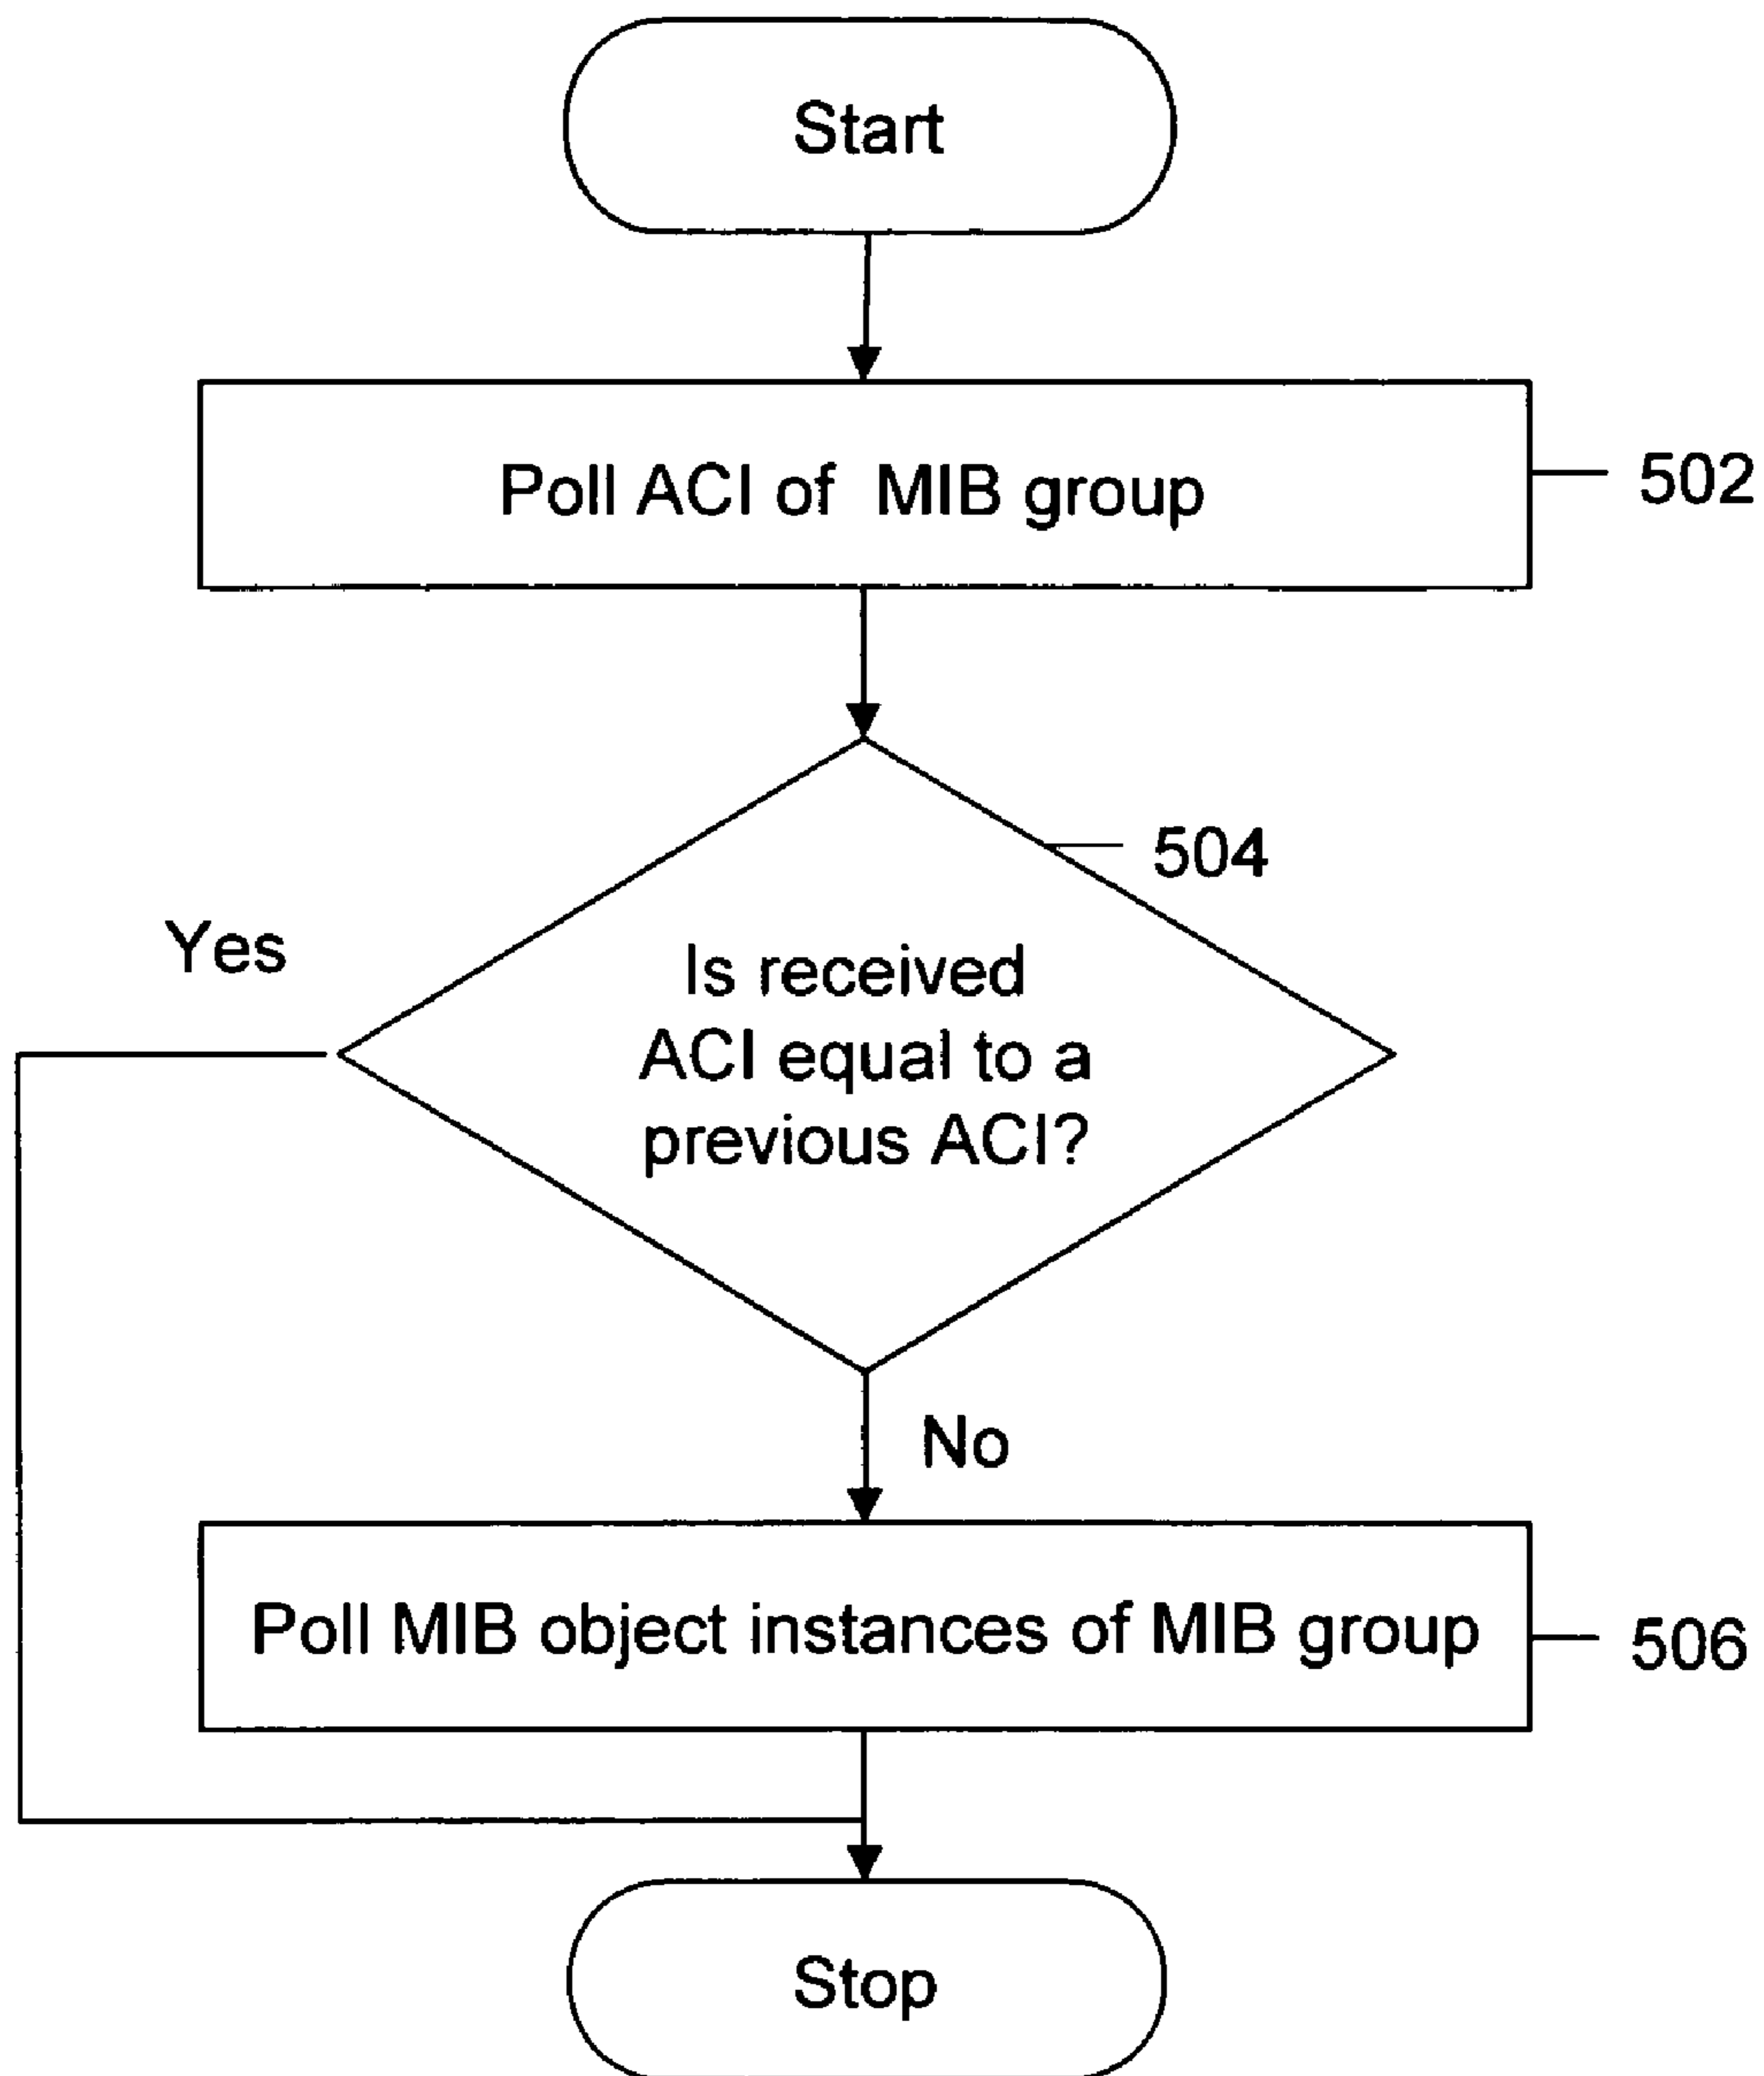 Start
Poll ACI of MIB group
502
504
Yes
Is received
ACI equal to a
previous ACI?
No
Poll MIB object instances of MIB group
506
Stop